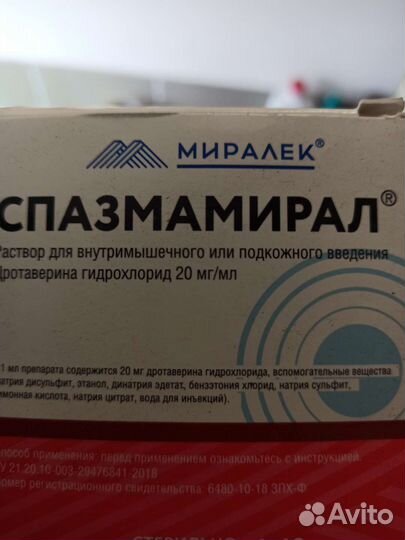 МИРАЛЕК®
СПАЗМАМИРАЛ®
Раствор для внутримышечного или подкожного введения
Дротаверина гидрохлорид 20 мг/мл
1 мл препарата содержится 20 мг дротаверина гидрохлорида, вспомогательные вещества
натрия дисульфит, этанол, динатрия эдетат, бензэтония хлорид, натрия сульфит,
лимонная кислота, натрия цитрат, вода для инъекций).
Способ применения: перед применением ознакомьтесь с инструкцией.
ТУ 21.20.10-003-29476841-2018
Номер регистрационного свидетельства: 6480-10-18 ЗПХ-Ф
Avito